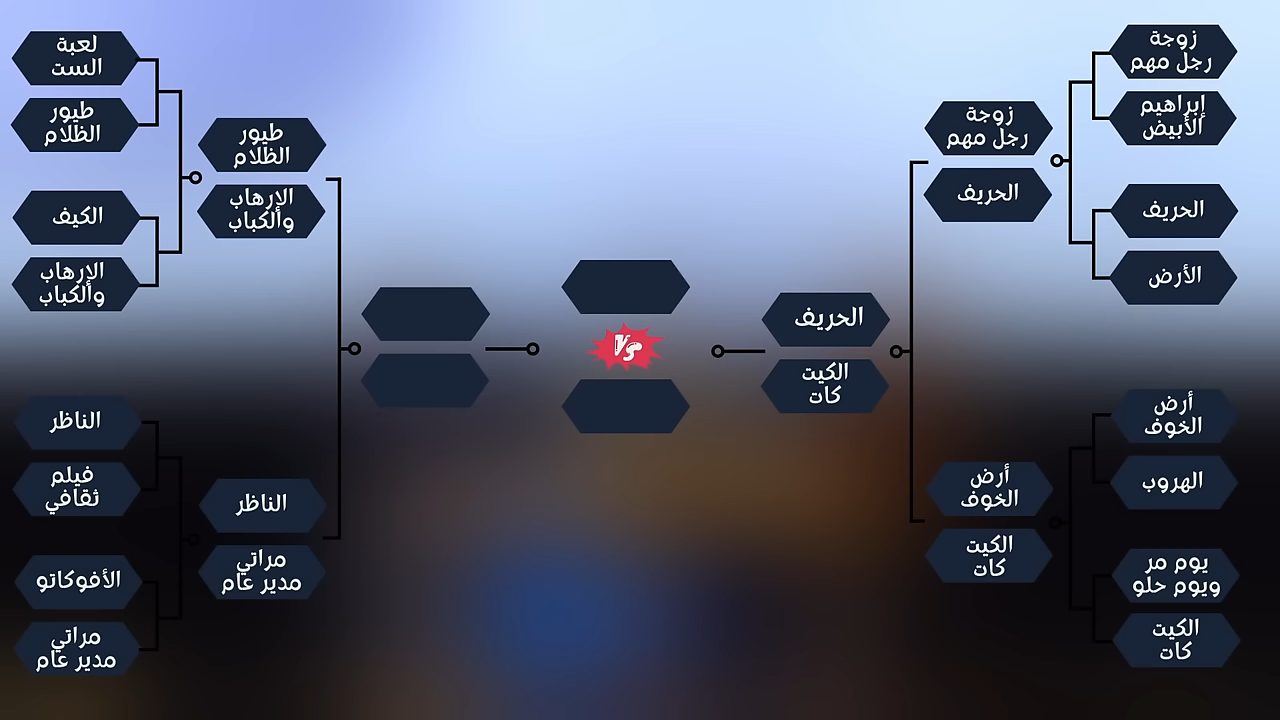 زوجة
رجل مهم
إبراهيم
الأبيض
الحريف
الأرض
أرض
الخوف
الهروب
يوم مر
ويوم حلو
الكيت
كات
زوجة
رجل مهم
الحريف
أرض
الخوف
الكيت
كات
الحريف
الكيت
كات
VS
طيور
الظلام
الإرهاب
والكباب
الناظر
مراتي
مدير عام
لعبة
الست
طيور
الظلام
الكيف
الإرهاب
والكباب
الناظر
فيلم
ثقافي
الأفوكاتو
مراتي
مدير عام